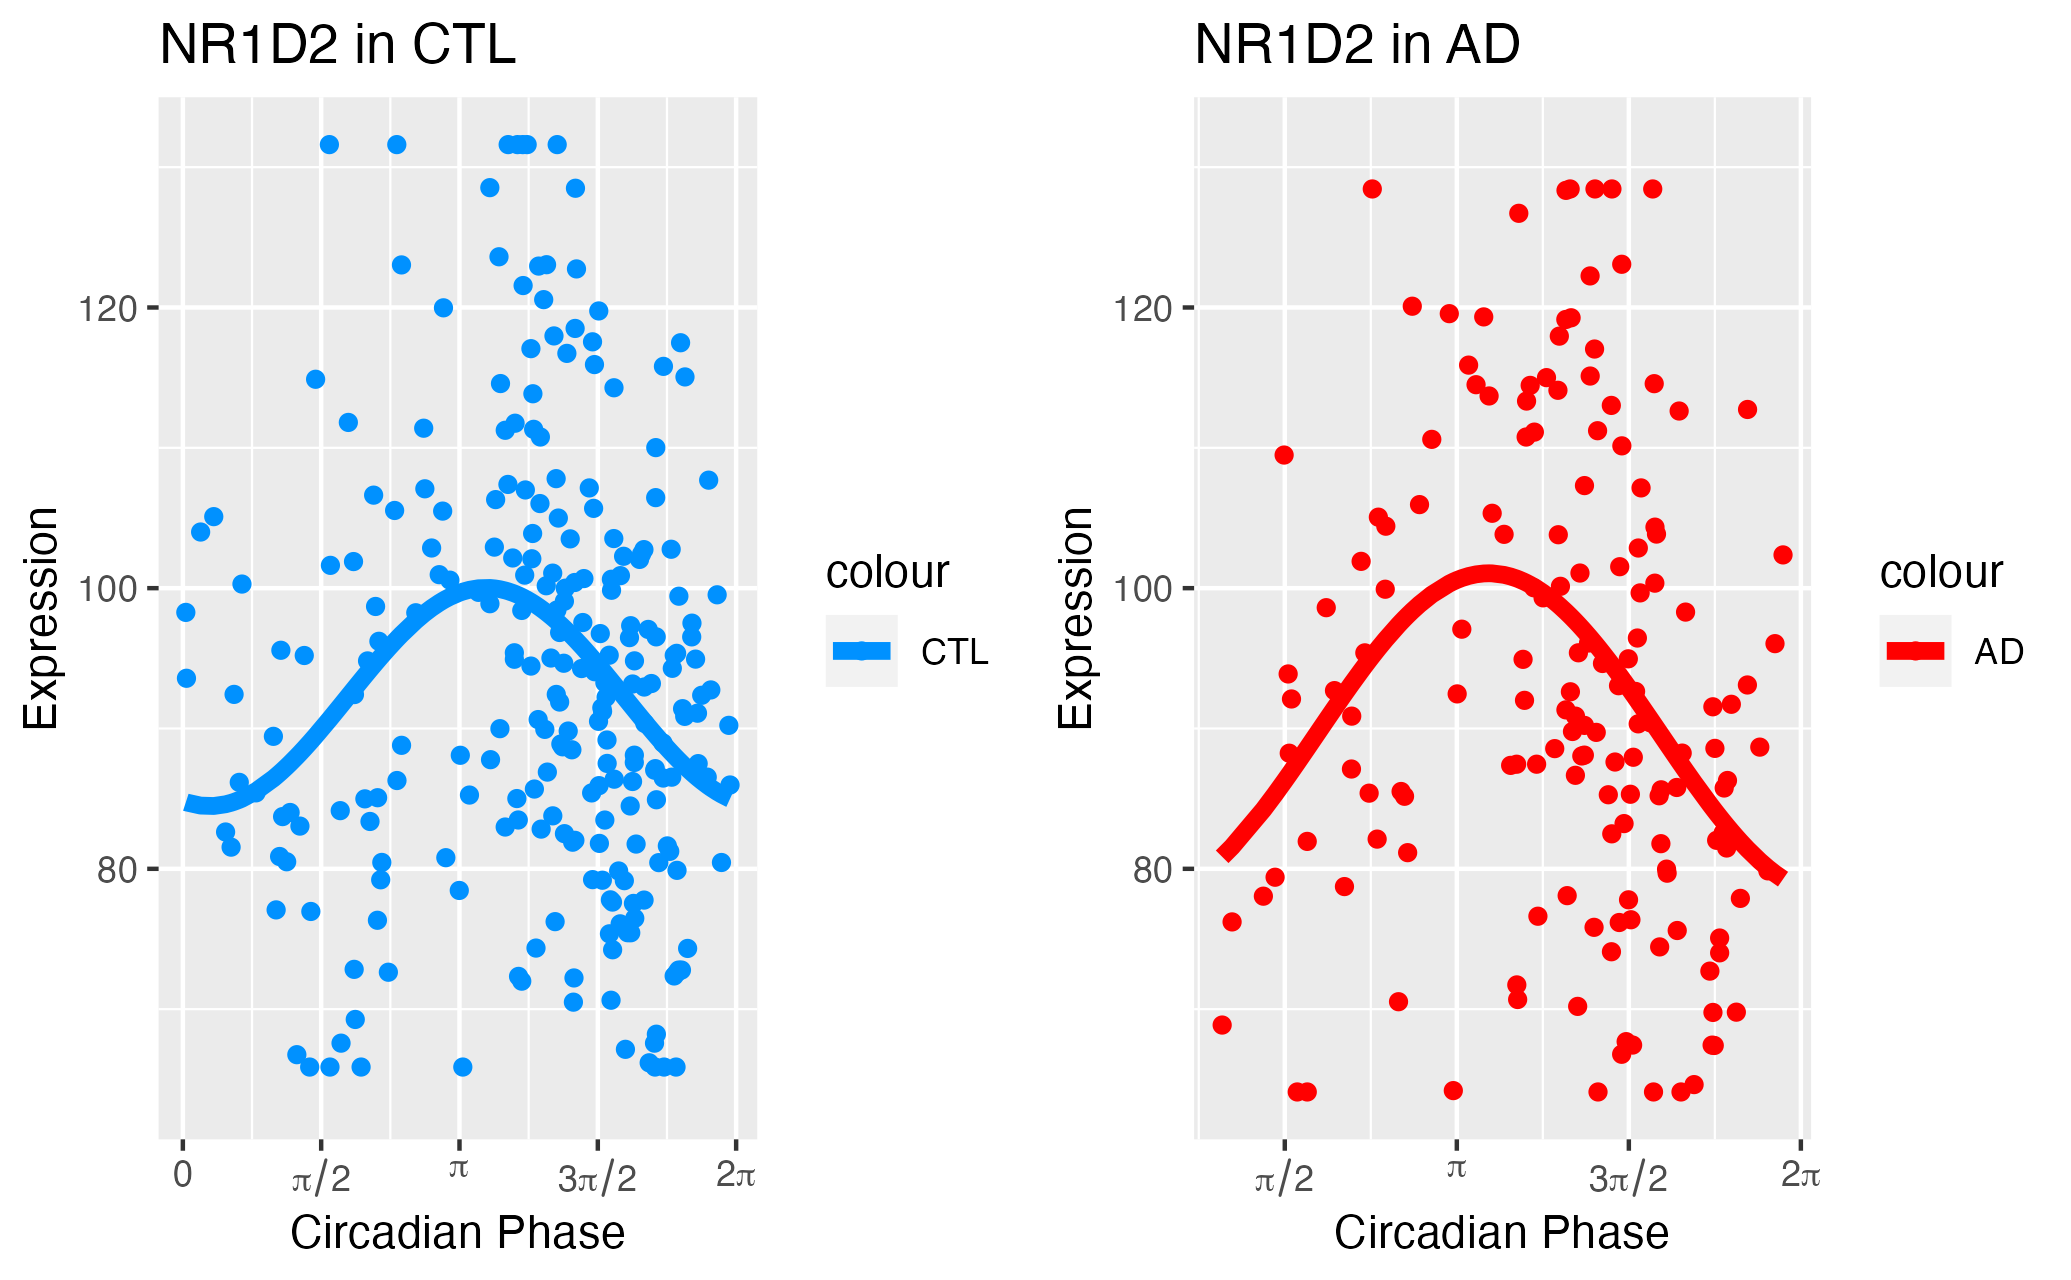 NR1D2 in CTL
Expression
120
100
80
0
π/2
π
3π/2
2π
Circadian Phase
colour
CTL
NR1D2 in AD
Expression
120
100
80
π/2
π
3π/2
2π
Circadian Phase
colour
AD